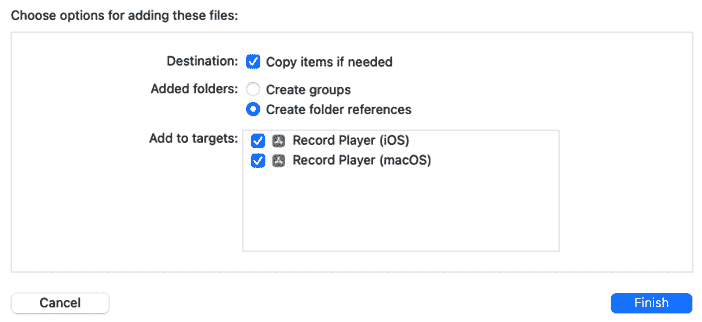 Choose options for adding these files:
Destination: Copy items if needed
Added folders: Create groups
Create folder references
Add to targets: Record Player (iOS)
Record Player (macOS)
Cancel Finish